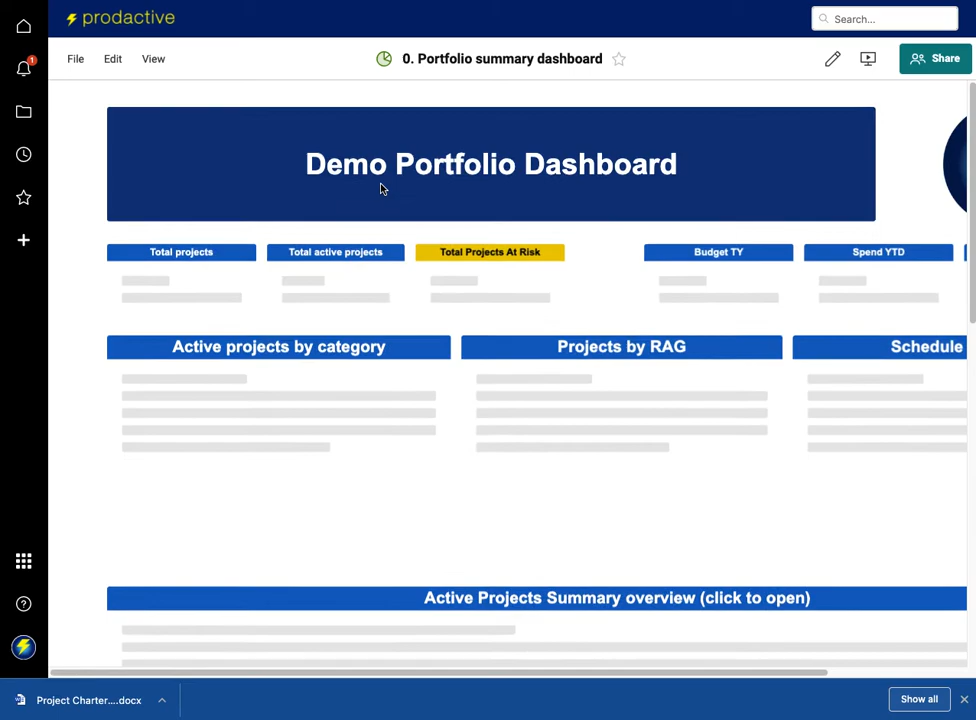 prodactive
Search...
1
File Edit View
0. Portfolio summary dashboard
Share
Demo Portfolio Dashboard
Total projects
Total active projects
Total Projects At Risk
Budget TY
Spend YTD
Active projects by category
Projects by RAG
Schedule
Active Projects Summary overview (click to open)
Project Charter....docx
Show all